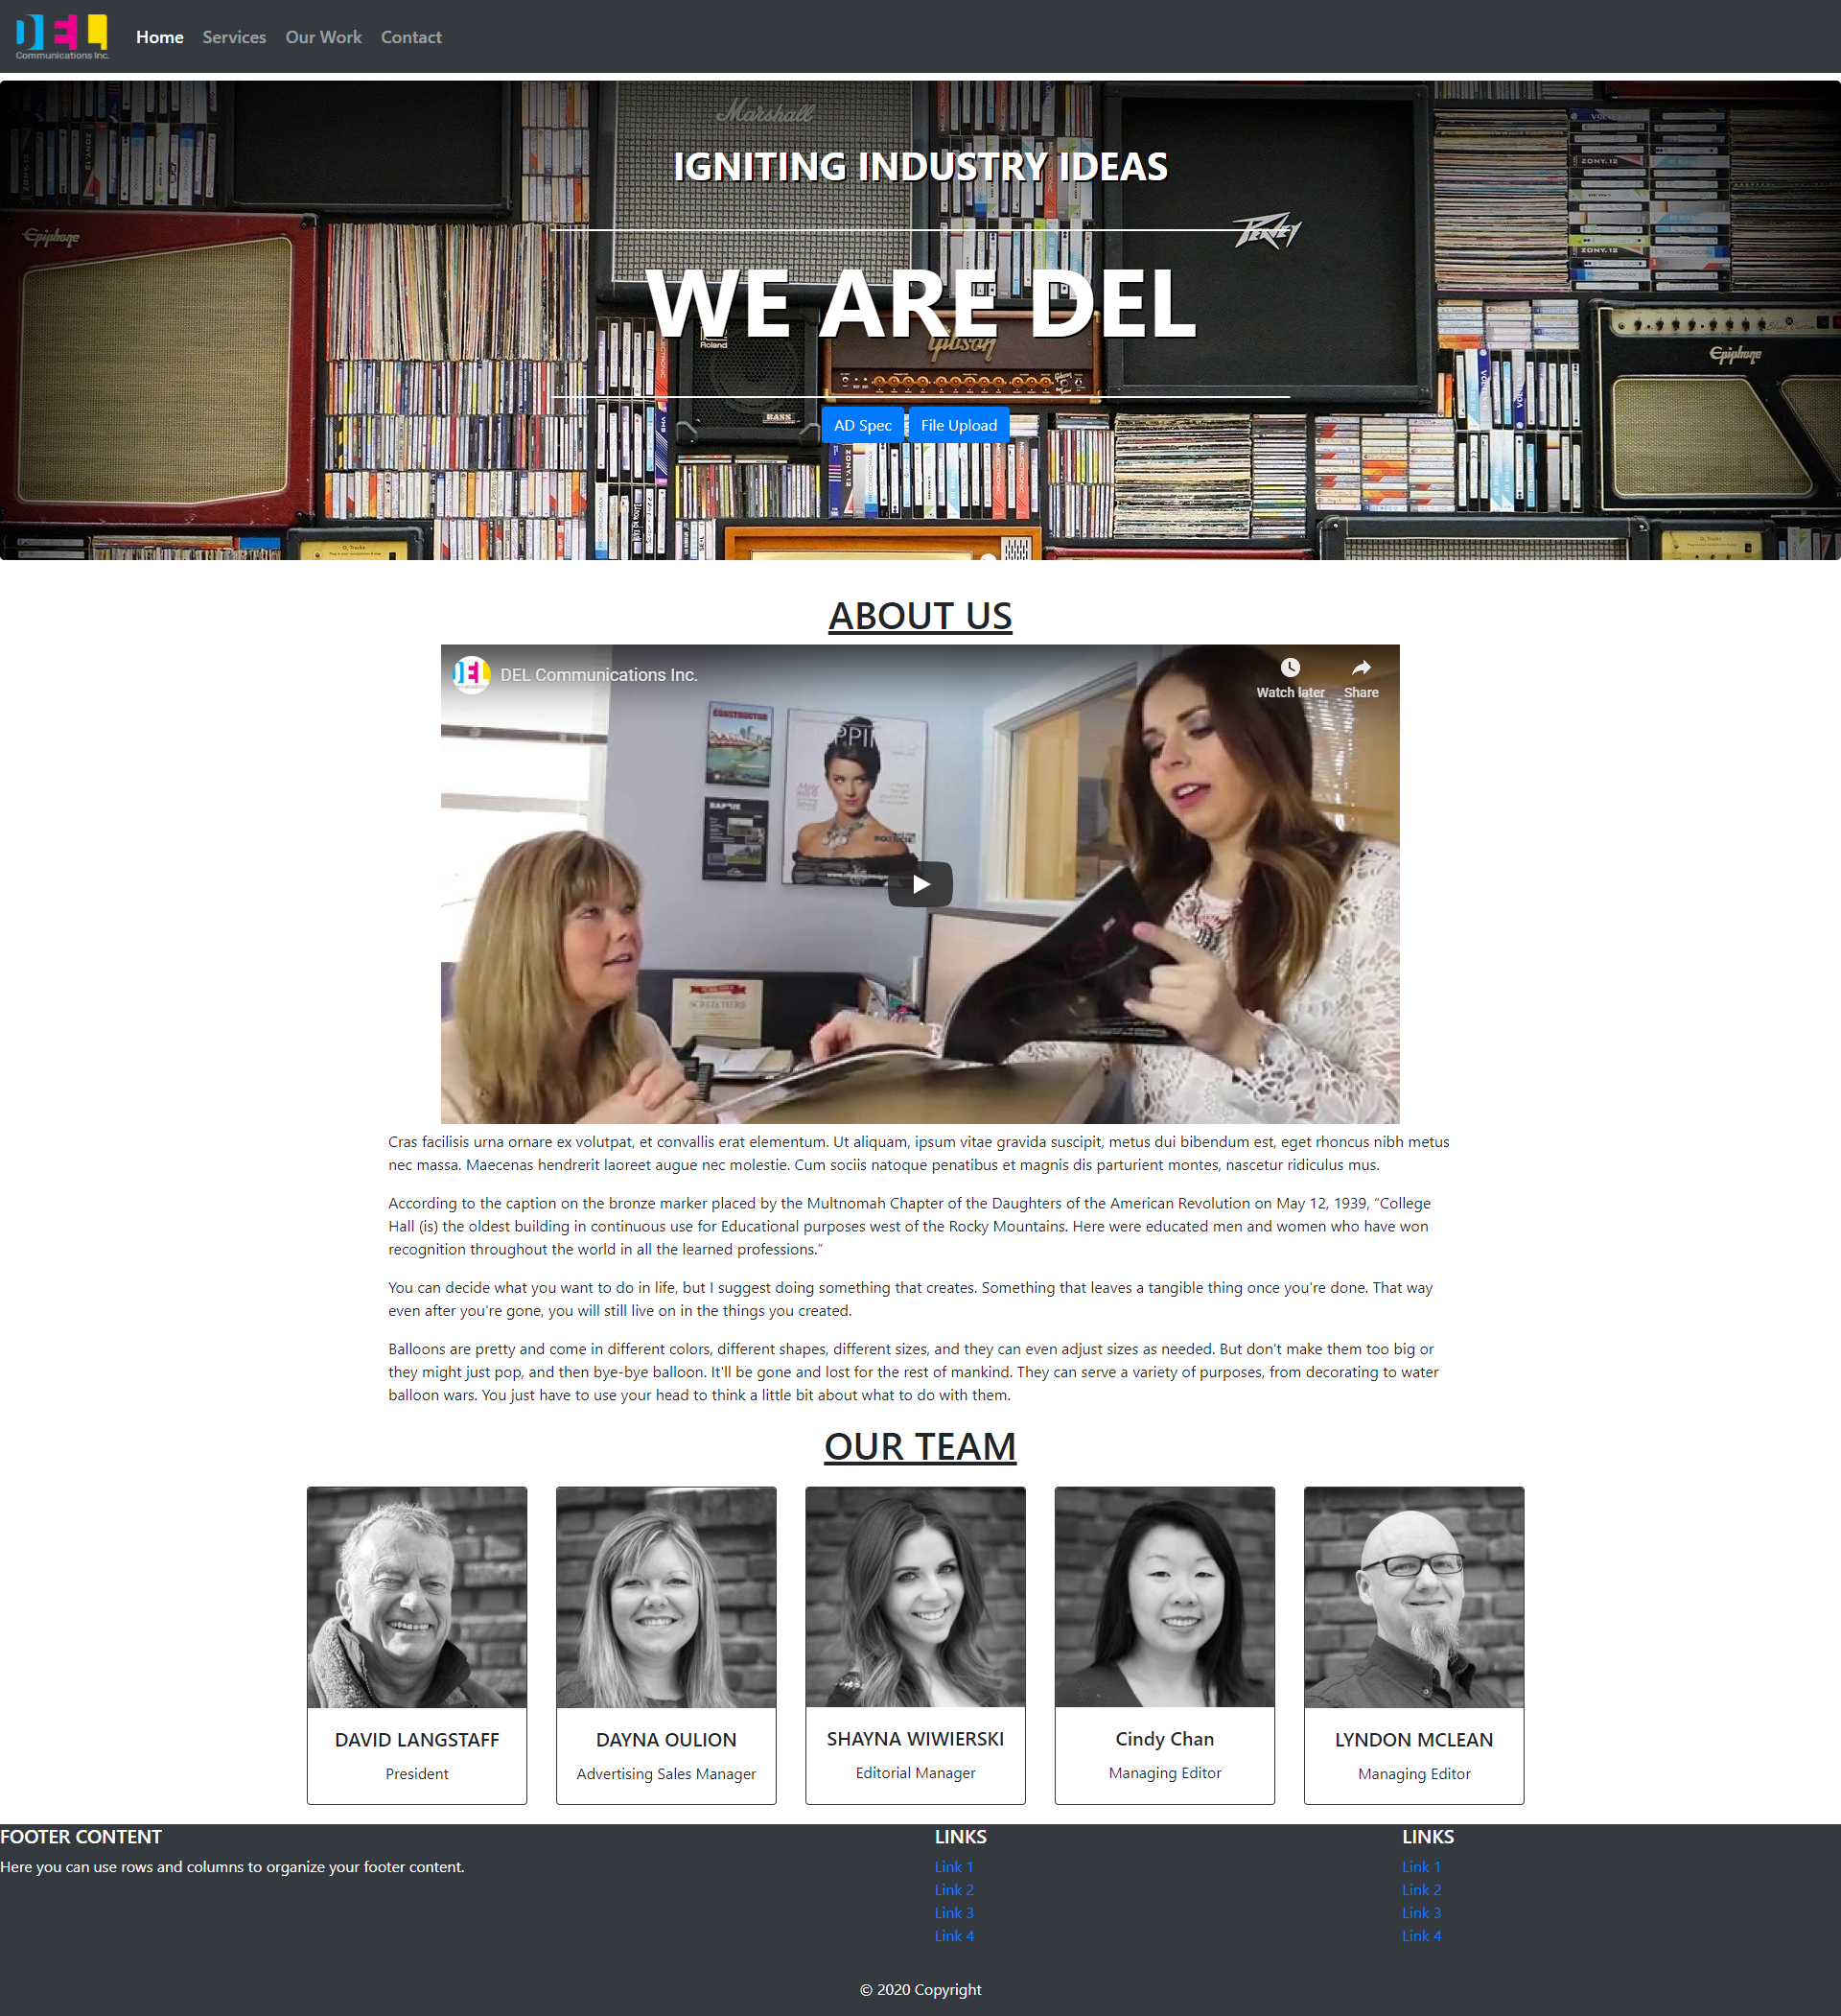 DEL
Communications Inc.
Home Services Our Work Contact
Marshall
IGNITING INDUSTRY IDEAS
Epiphone
PEAVEY
WE ARE DEL
Roland
Gibson
Epiphone
BASS
AD Spec File Upload
ABOUT US
DEL Communications Inc.
Watch later Share
SCREECHERS
Cras facilisis urna ornare ex volutpat, et convallis erat elementum. Ut aliquam, ipsum vitae gravida suscipit, metus dui bibendum est, eget rhoncus nibh metus
nec massa. Maecenas hendrerit laoreet augue nec molestie. Cum sociis natoque penatibus et magnis dis parturient montes, nascetur ridiculus mus.
According to the caption on the bronze marker placed by the Multnomah Chapter of the Daughters of the American Revolution on May 12, 1939, “College
Hall (is) the oldest building in continuous use for Educational purposes west of the Rocky Mountains. Here were educated men and women who have won
recognition throughout the world in all the learned professions.”
You can decide what you want to do in life, but I suggest doing something that creates. Something that leaves a tangible thing once you're done. That way
even after you're gone, you will still live on in the things you created.
Balloons are pretty and come in different colors, different shapes, different sizes, and they can even adjust sizes as needed. But don't make them too big or
they might just pop, and then bye-bye balloon. It'll be gone and lost for the rest of mankind. They can serve a variety of purposes, from decorating to water
balloon wars. You just have to use your head to think a little bit about what to do with them.
OUR TEAM
DAVID LANGSTAFF
President
DAYNA OULION
Advertising Sales Manager
SHAYNA WIWIERSKI
Editorial Manager
Cindy Chan
Managing Editor
LYNDON MCLEAN
Managing Editor
FOOTER CONTENT
Here you can use rows and columns to organize your footer content.
LINKS
Link 1
Link 2
Link 3
Link 4
LINKS
Link 1
Link 2
Link 3
Link 4
© 2020 Copyright